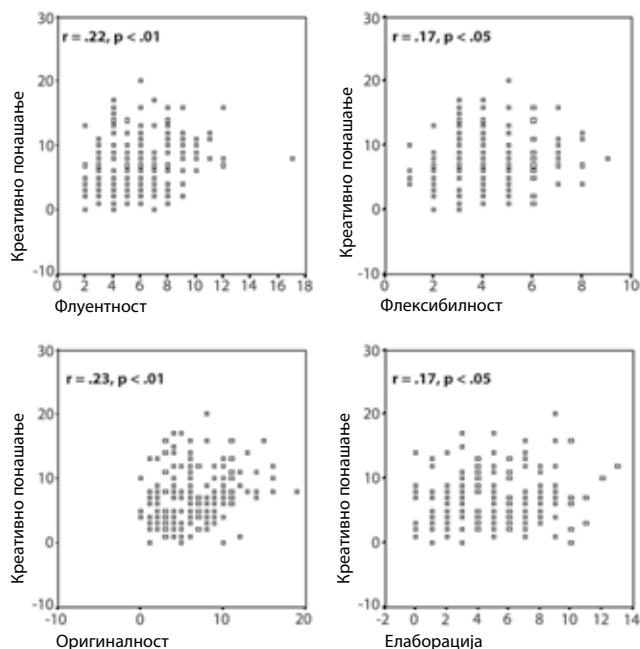 30
r = .22, p < .01
20
10
0
-10
0 2 4 6 8 10 12 14 16 18
Креативно понашање
Флуентност
30
r = .17, p < .05
20
10
0
-10
0 2 4 6 8 10
Креативно понашање
Флексибилност
30
r = .23, p < .01
20
10
0
-10
-10 0 10 20
Креативно понашање
Оригиналност
30
r = .17, p < .05
20
10
0
-10
-2 0 2 4 6 8 10 12 14
Креативно понашање
Елаборација